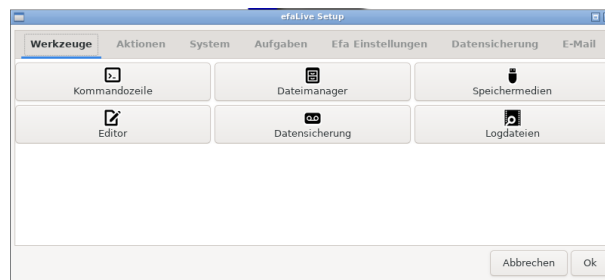 efaLive Setup
Werkzeuge Aktionen System Aufgaben Efa Einstellungen Datensicherung E-Mail
Kommandozeile Dateimanager Speichermedien
Editor Datensicherung Logdateien
Abbrechen Ok